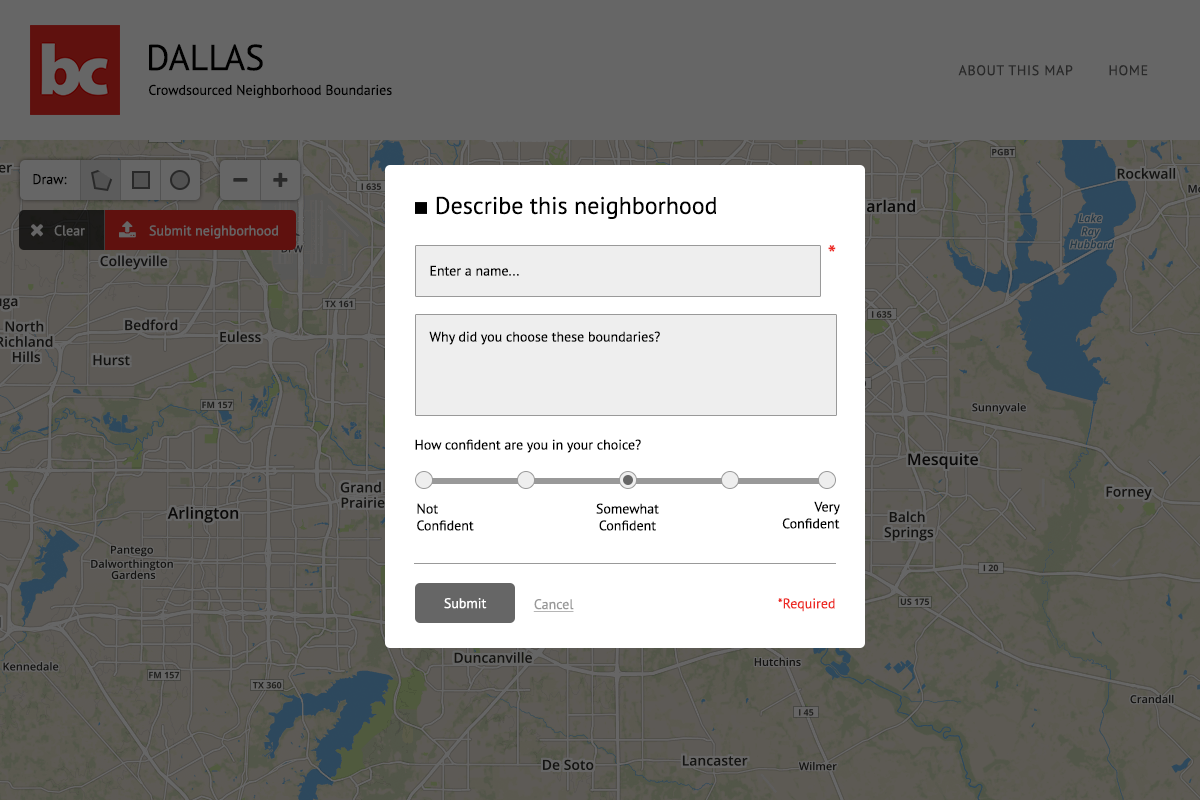 bc
DALLAS
Crowdsourced Neighborhood Boundaries
ABOUT THIS MAP
HOME
Draw:
Clear
Submit neighborhood
Describe this neighborhood
Enter a name...
*
Why did you choose these boundaries?
How confident are you in your choice?
Not
Confident
Somewhat
Confident
Very
Confident
Submit
Cancel
*Required
I 635
PGBT
Rockwall
arland
Lake
Ray
Hubbard
DFW
Colleyville
TX 161
I 635
North
Richland
Hills
Bedford
Euless
Hurst
FM 157
Sunnyvale
Mesquite
Grand
Prairie
Arlington
Forney
Balch
Springs
Pantego
Dalworthington
Gardens
I 20
US 175
Kennedale
FM 157
TX 360
Duncanville
Hutchins
I 45
Crandall
De Soto
Lancaster
Wilmer